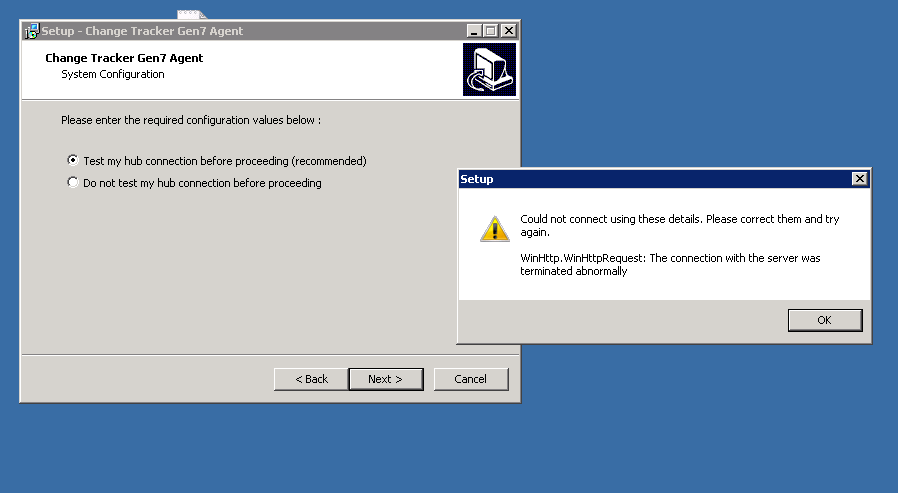 Setup - Change Tracker Gen7 Agent
Change Tracker Gen7 Agent
System Configuration
Please enter the required configuration values below :
Test my hub connection before proceeding (recommended)
Do not test my hub connection before proceeding
< Back
Next >
Cancel
Setup
Could not connect using these details. Please correct them and try
again.
WinHttp.WinHttpRequest: The connection with the server was
terminated abnormally
OK